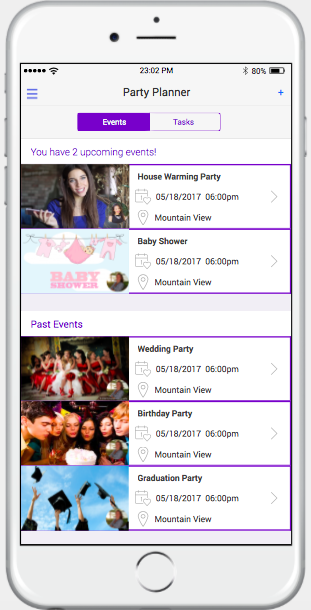 23:02 PM
80%
Party Planner
+
Events
Tasks
You have 2 upcoming events!
House Warming Party
05/18/2017 06:00pm
Mountain View
Baby Shower
05/18/2017 06:00pm
BABY
SHOWER
Mountain View
Past Events
Wedding Party
05/18/2017 06:00pm
Mountain View
Birthday Party
05/18/2017 06:00pm
Mountain View
Graduation Party
05/18/2017 06:00pm
Mountain View